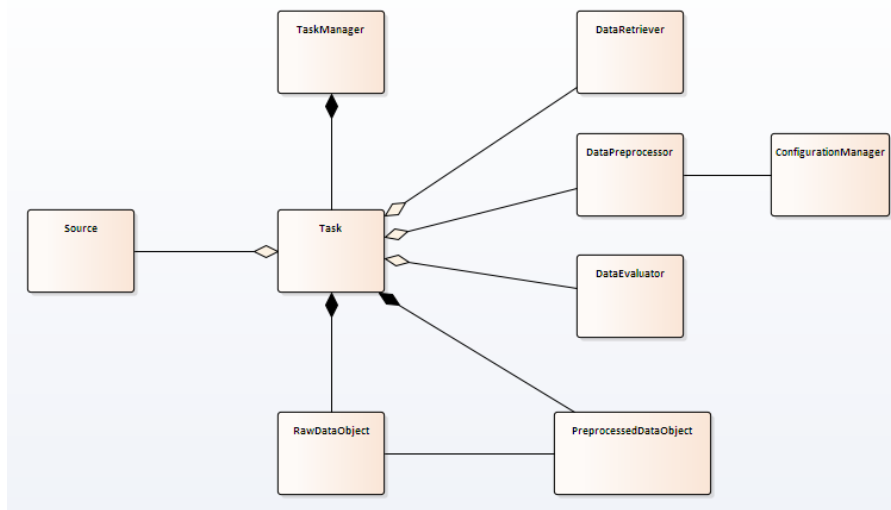 TaskManager
DataRetriever
DataPreprocessor
ConfigurationManager
Source
Task
DataEvaluator
RawDataObject
PreprocessedDataObject